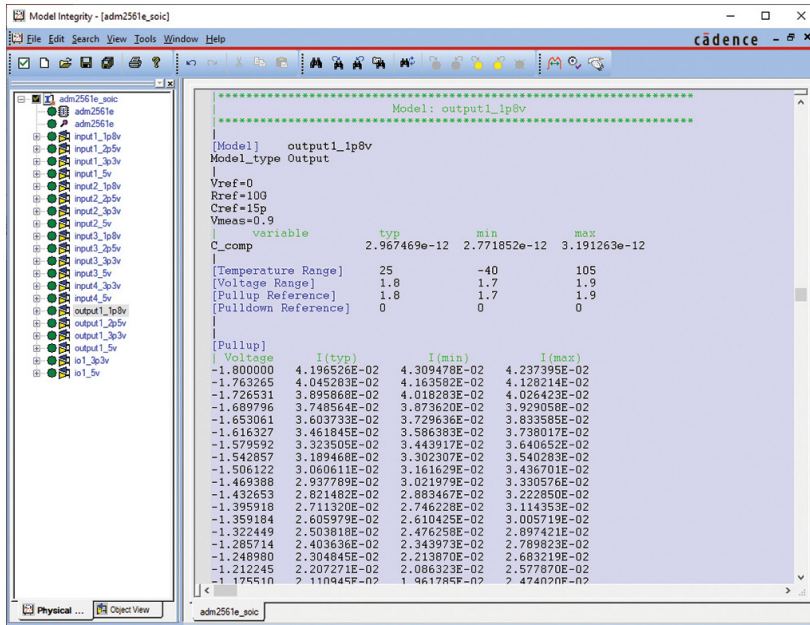 Model Integrity - [adm2561e_soic]
File Edit Search View Tools Window Help
cādence
adm2561e_soic
adm2561e
adm2561e
input1_1p8v
input1_2p5v
input1_3p3v
input1_5v
input2_1p8v
input2_2p5v
input2_3p3v
input2_5v
input3_1p8v
input3_2p5v
input3_3p3v
input3_5v
input4_3p3v
input4_5v
output1_1p8v
output1_2p5v
output1_3p3v
output1_5v
io1_3p3v
io1_5v
Physical ... Object View
|**************************************************************
Model: output1_1p8v
|**************************************************************
|
[Model] output1_1p8v
Model_type Output
|
Vref=0
Rref=10G
Cref=15p
Vmeas=0.9
| variable typ min max
C_comp 2.967469e-12 2.771852e-12 3.191263e-12
|
[Temperature Range] 25 -40 105
[Voltage Range] 1.8 1.7 1.9
[Pullup Reference] 1.8 1.7 1.9
[Pulldown Reference] 0 0 0
|
|
[Pullup]
| Voltage I(typ) I(min) I(max)
-1.800000 4.196526E-02 4.309478E-02 4.237395E-02
-1.763265 4.045283E-02 4.163582E-02 4.128214E-02
-1.726531 3.895868E-02 4.018283E-02 4.026423E-02
-1.689796 3.748564E-02 3.873620E-02 3.929058E-02
-1.653061 3.603733E-02 3.729636E-02 3.833585E-02
-1.616327 3.461845E-02 3.586383E-02 3.738017E-02
-1.579592 3.323505E-02 3.443917E-02 3.640652E-02
-1.542857 3.189468E-02 3.302307E-02 3.540283E-02
-1.506122 3.060611E-02 3.161629E-02 3.436701E-02
-1.469388 2.937789E-02 3.021979E-02 3.330576E-02
-1.432653 2.821482E-02 2.883467E-02 3.222850E-02
-1.395918 2.711320E-02 2.746228E-02 3.114353E-02
-1.359184 2.605979E-02 2.610425E-02 3.005719E-02
-1.322449 2.503818E-02 2.476258E-02 2.897421E-02
-1.285714 2.403636E-02 2.343973E-02 2.789823E-02
-1.248980 2.304845E-02 2.213870E-02 2.683219E-02
-1.212245 2.207271E-02 2.086323E-02 2.577870E-02
-1.175510 2.110945E-02 1.961785E-02 2.474020E-02
adm2561e_soic